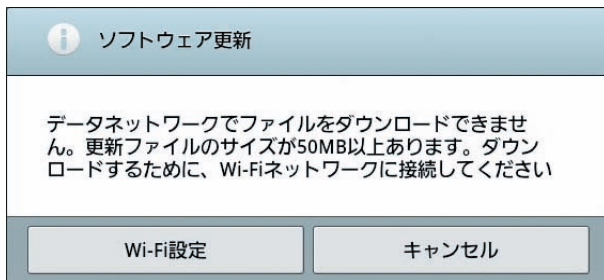 ソフトウェア更新
データネットワークでファイルをダウンロードできませ
ん。更新ファイルのサイズが50MB以上あります。ダウン
ロードするために、Wi-Fiネットワークに接続してください
Wi-Fi設定
キャンセル